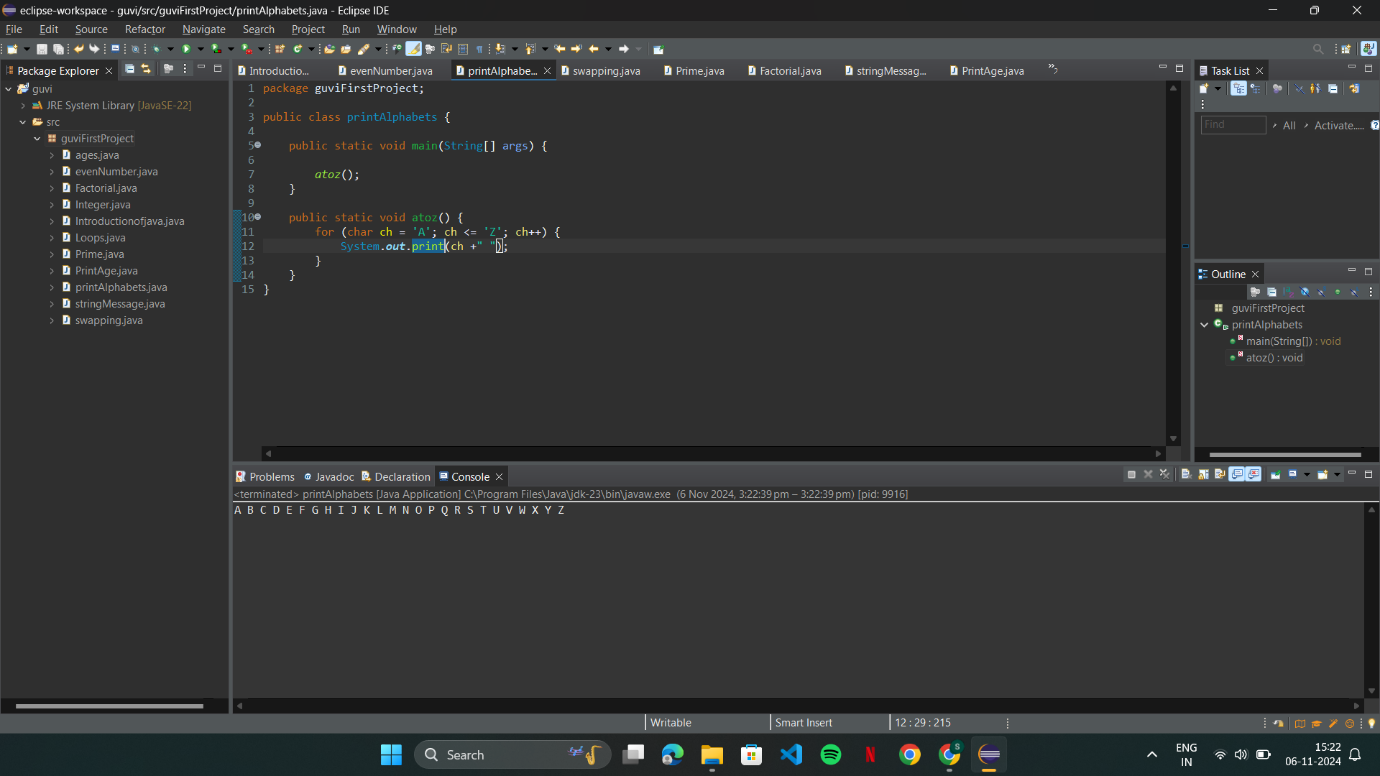 eclipse-workspace - guvi/src/guviFirstProject/printAlphabets.java - Eclipse IDE
File Edit Source Refactor Navigate Search Project Run Window Help
Package Explorer
guvi
JRE System Library [JavaSE-22]
src
guviFirstProject
ages.java
evenNumber.java
Factorial.java
Integer.java
Introductionofjava.java
Loops.java
Prime.java
PrintAge.java
printAlphabets.java
stringMessage.java
swapping.java
Introductio... evenNumber.java printAlphabe... swapping.java Prime.java Factorial.java stringMessag... PrintAge.java
1 package guviFirstProject;
2
3 public class printAlphabets {
4
5 public static void main(String[] args) {
6
7 atoz();
8 }
9
10 public static void atoz() {
11 for (char ch = 'A'; ch <= 'Z'; ch++) {
12 System.out.print(ch +" ");
13 }
14 }
15 }
Task List
Find All Activate.....
Outline
guviFirstProject
printAlphabets
main(String[]) : void
atoz() : void
Problems Javadoc Declaration Console
<terminated> printAlphabets [Java Application] C:\Program Files\Java\jdk-23\bin\javaw.exe (6 Nov 2024, 3:22:39 pm – 3:22:39 pm) [pid: 9916]
A B C D E F G H I J K L M N O P Q R S T U V W X Y Z
Writable Smart Insert 12 : 29 : 215
Search
ENG
IN
15:22
06-11-2024